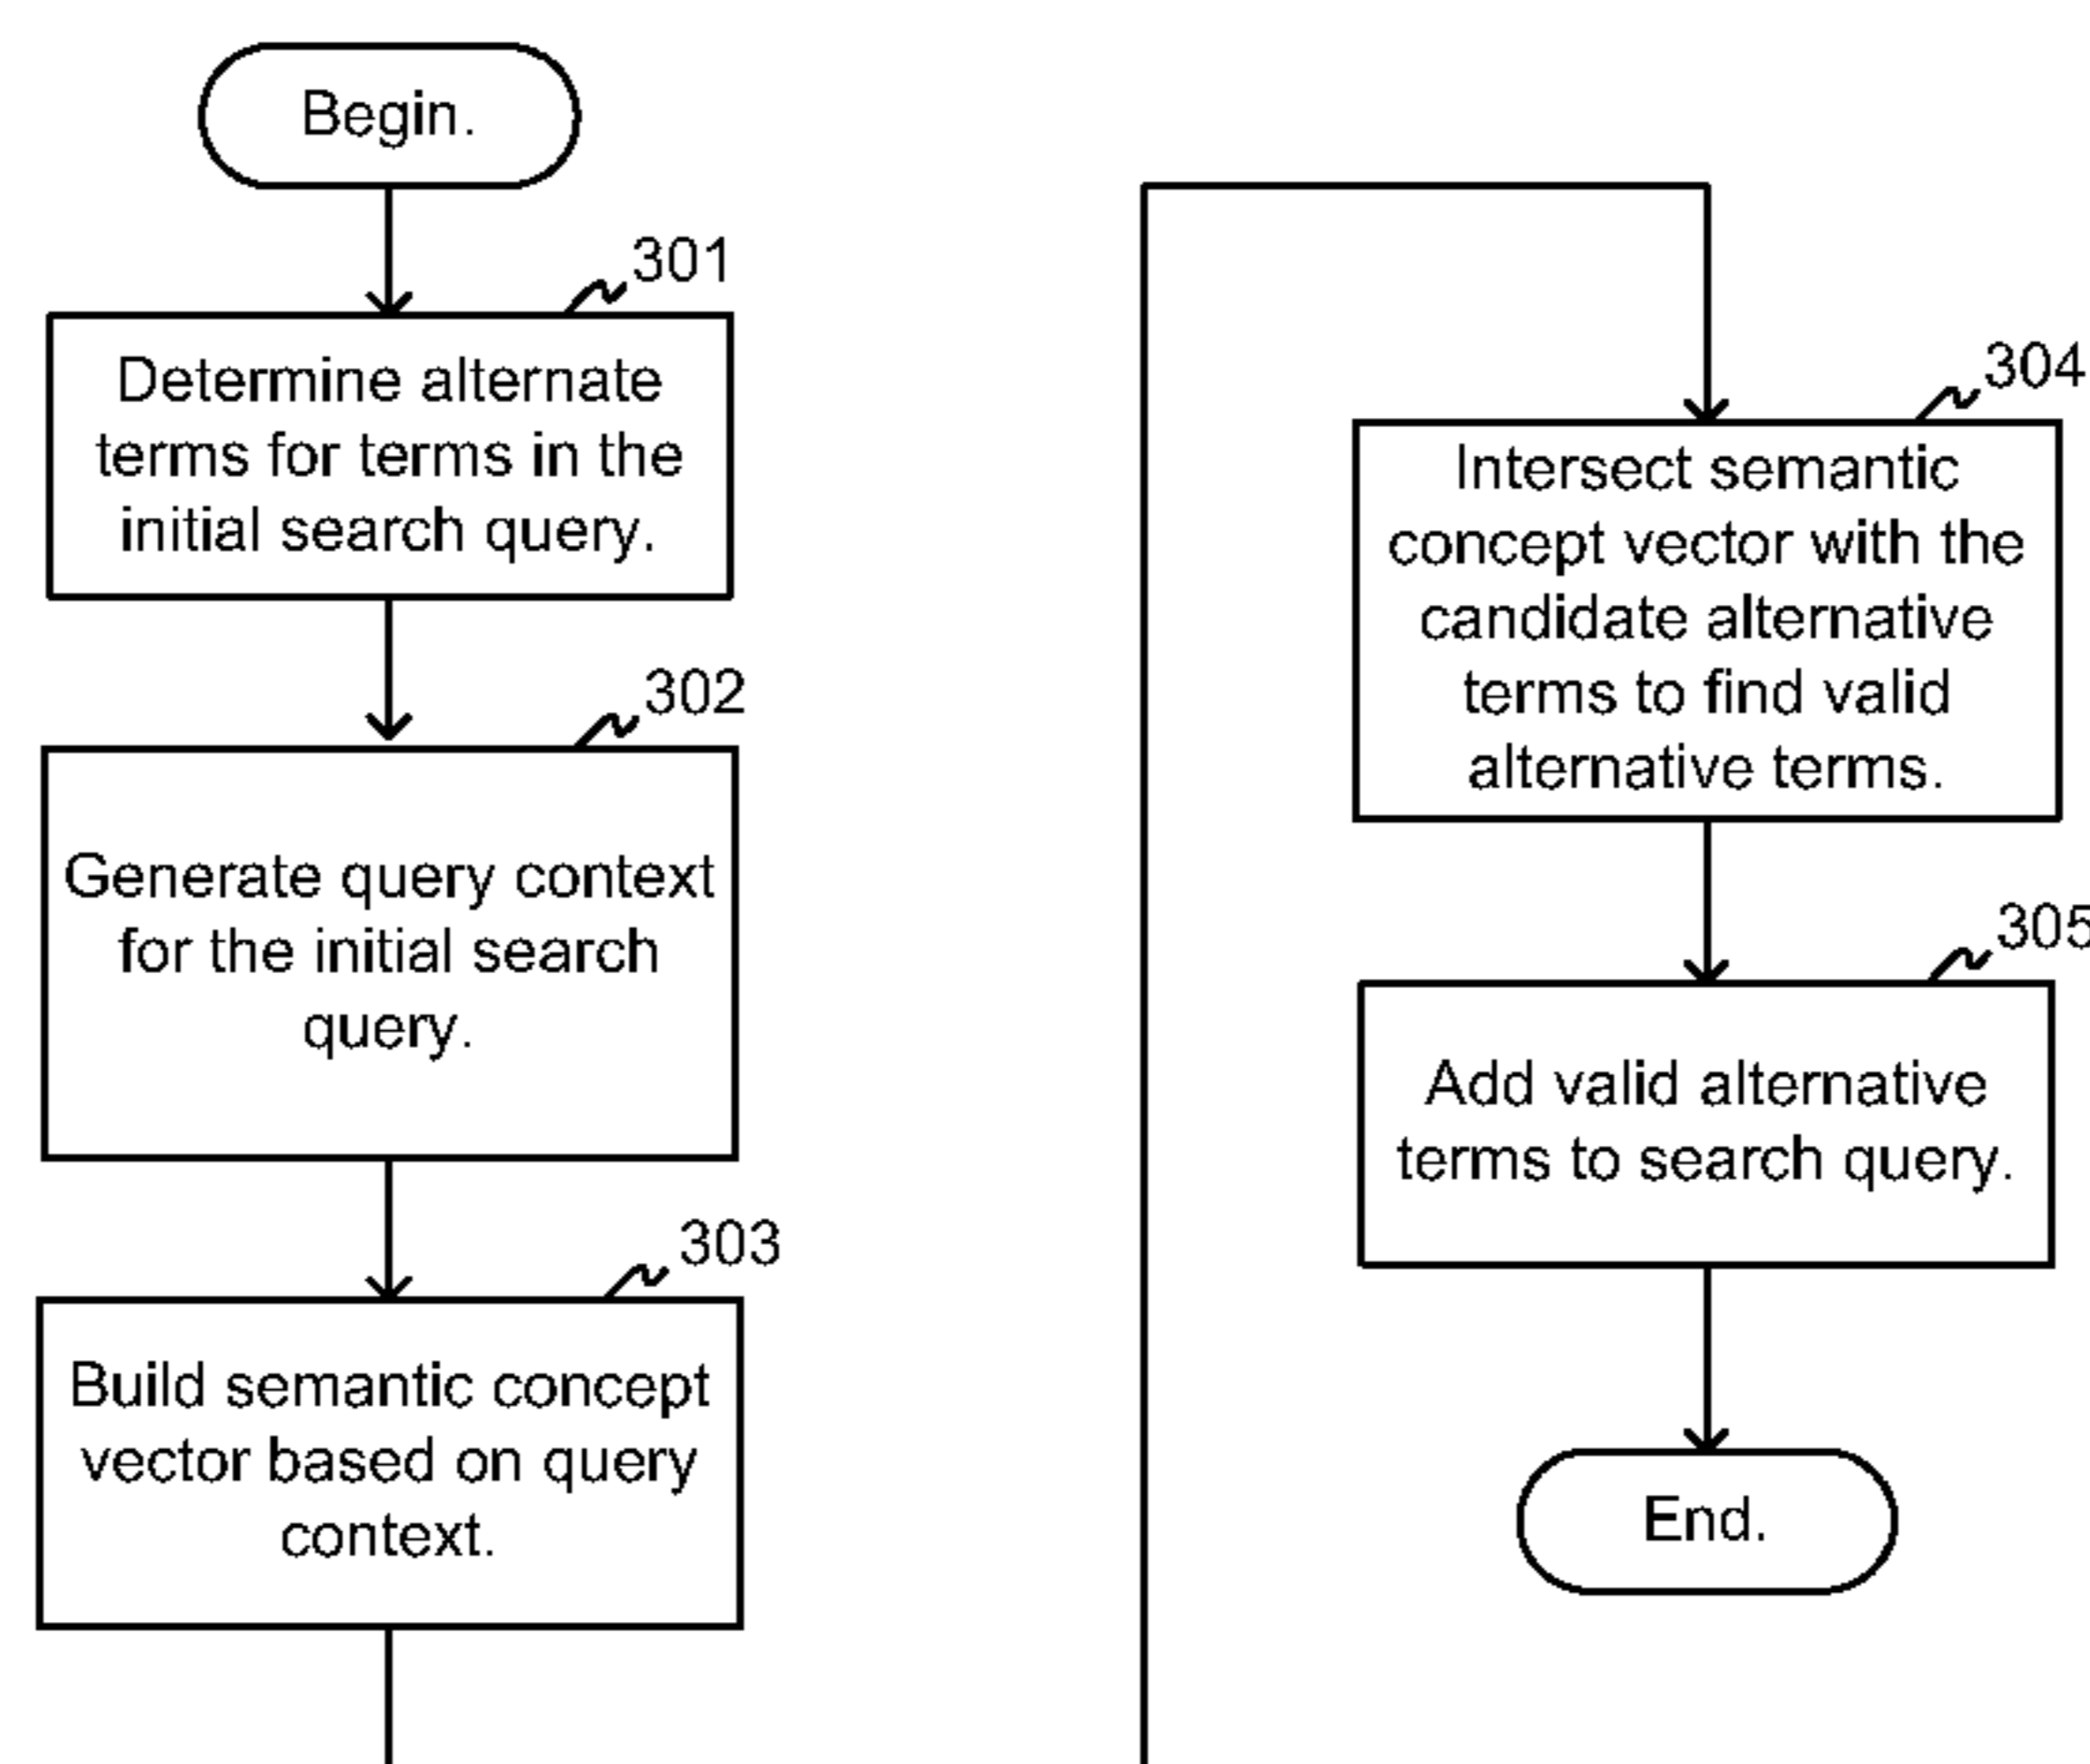 Begin.
301
Determine alternate
terms for terms in the
initial search query.
302
Generate query context
for the initial search
query.
303
Build semantic concept
vector based on query
context.
304
Intersect semantic
concept vector with the
candidate alternative
terms to find valid
alternative terms.
305
Add valid alternative
terms to search query.
End.